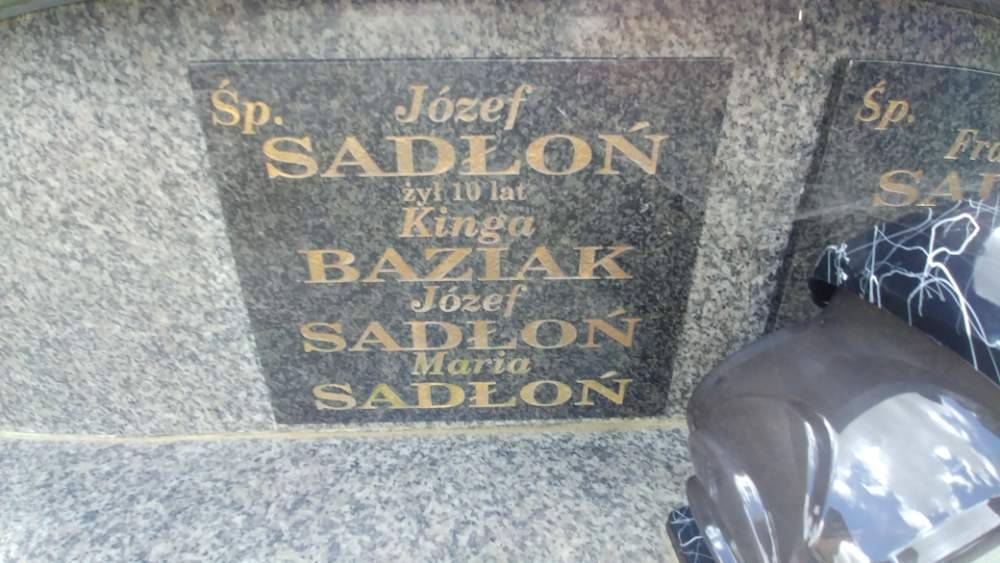 Śp. Józef
SADŁOŃ
żył 10 lat
Kinga
BAZIAK
Józef
SADŁOŃ
Maria
SADŁOŃ
Śp.